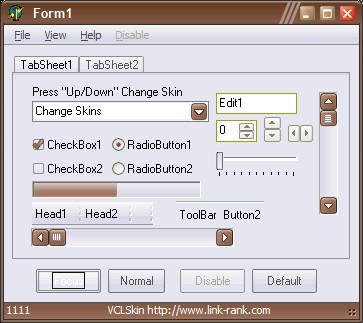 Form1
File View Help Disable
TabSheet1 TabSheet2
Press "Up/Down" Change Skin
Change Skins
Edit1
0
CheckBox1 RadioButton1
CheckBox2 RadioButton2
Head1 Head2
ToolBar Button2
Focus Normal Disable Default
1111 VCLSkin http://www.link-rank.com